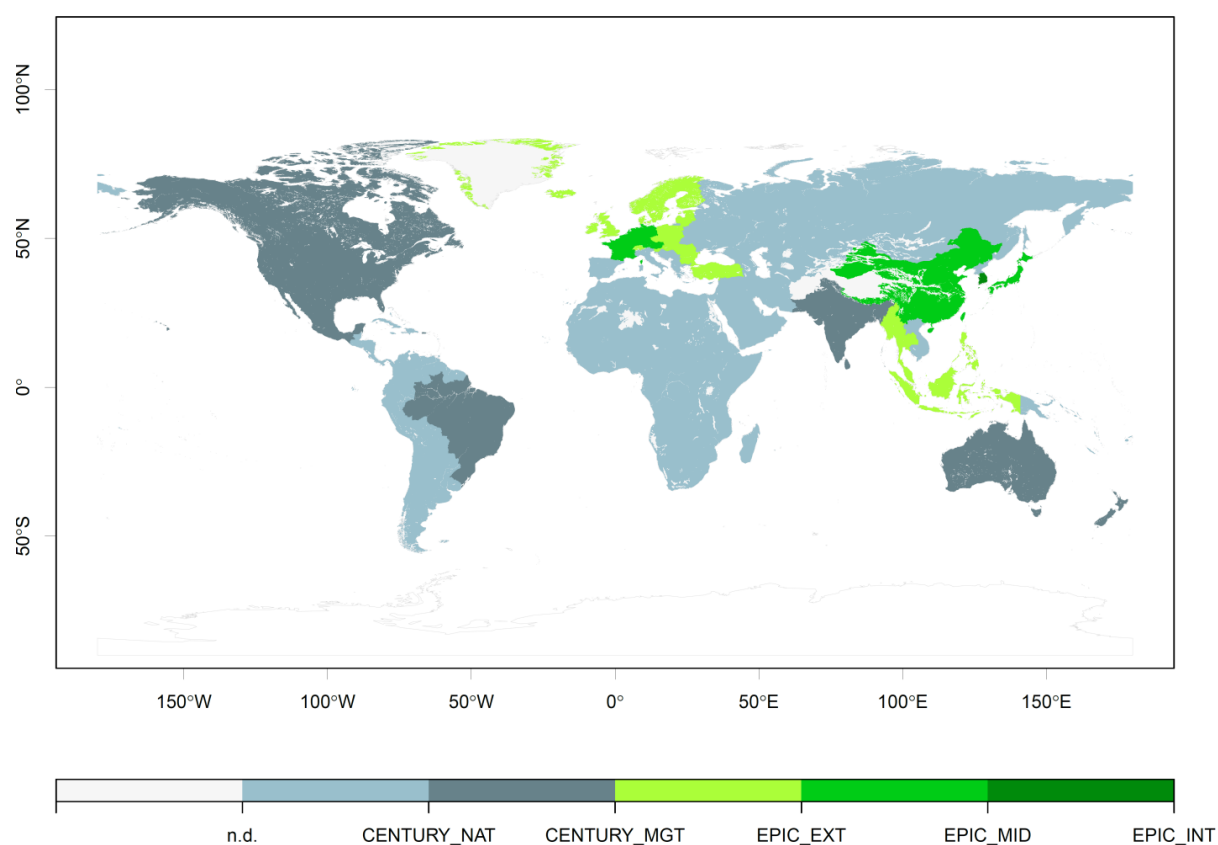 100°N
50°N
0°
50°S
150°W 100°W 50°W 0° 50°E 100°E 150°E
n.d. CENTURY_NAT CENTURY_MGT EPIC_EXT EPIC_MID EPIC_INT